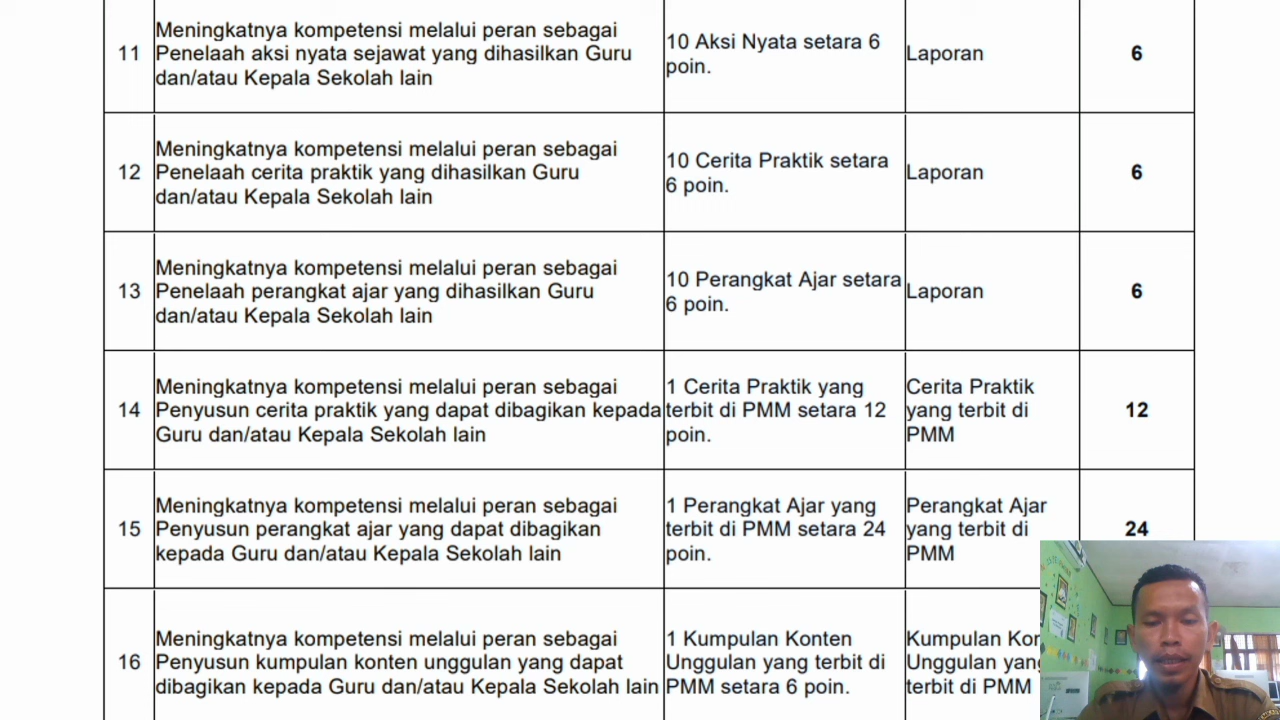 11
Meningkatnya kompetensi melalui peran sebagai
Penelaah aksi nyata sejawat yang dihasilkan Guru
dan/atau Kepala Sekolah lain
10 Aksi Nyata setara 6
poin.
Laporan
6
12
Meningkatnya kompetensi melalui peran sebagai
Penelaah cerita praktik yang dihasilkan Guru
dan/atau Kepala Sekolah lain
10 Cerita Praktik setara
6 poin.
Laporan
6
13
Meningkatnya kompetensi melalui peran sebagai
Penelaah perangkat ajar yang dihasilkan Guru
dan/atau Kepala Sekolah lain
10 Perangkat Ajar setara
6 poin.
Laporan
6
14
Meningkatnya kompetensi melalui peran sebagai
Penyusun cerita praktik yang dapat dibagikan kepada
Guru dan/atau Kepala Sekolah lain
1 Cerita Praktik yang
terbit di PMM setara 12
poin.
Cerita Praktik
yang terbit di
PMM
12
15
Meningkatnya kompetensi melalui peran sebagai
Penyusun perangkat ajar yang dapat dibagikan
kepada Guru dan/atau Kepala Sekolah lain
1 Perangkat Ajar yang
terbit di PMM setara 24
poin.
Perangkat Ajar
yang terbit di
PMM
24
16
Meningkatnya kompetensi melalui peran sebagai
Penyusun kumpulan konten unggulan yang dapat
dibagikan kepada Guru dan/atau Kepala Sekolah lain
1 Kumpulan Konten
Unggulan yang terbit di
PMM setara 6 poin.
Kumpulan
Unggulan
terbit di PMM